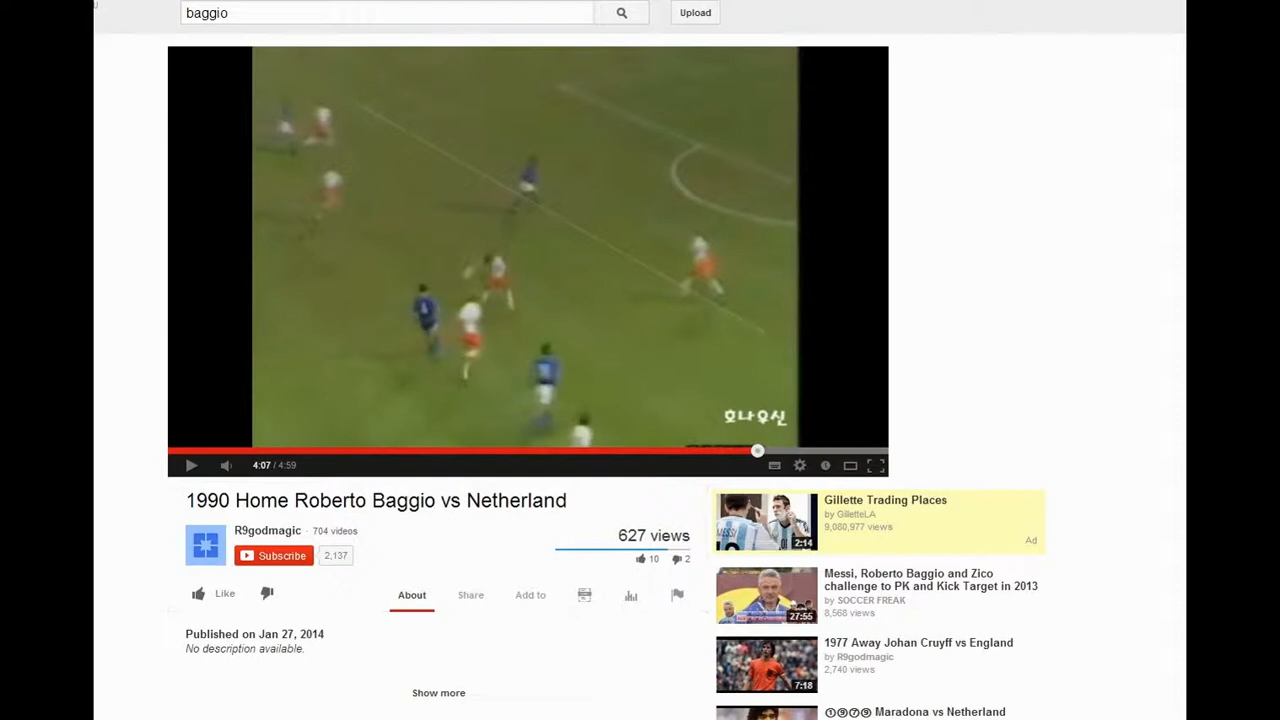 baggio
Upload
호나우신
4:07 / 4:59
1990 Home Roberto Baggio vs Netherland
R9godmagic · 704 videos
Subscribe 2,137
627 views
10 2
Like
About Share Add to
Published on Jan 27, 2014
No description available.
Show more
Gillette Trading Places
by GilletteLA
9,080,977 views
Ad
2:14
Messi, Roberto Baggio and Zico
challenge to PK and Kick Target in 2013
by SOCCER FREAK
8,568 views
27:55
1977 Away Johan Cruyff vs England
by R9godmagic
2,740 views
7:18
①⑨⑦⑨ Maradona vs Netherland